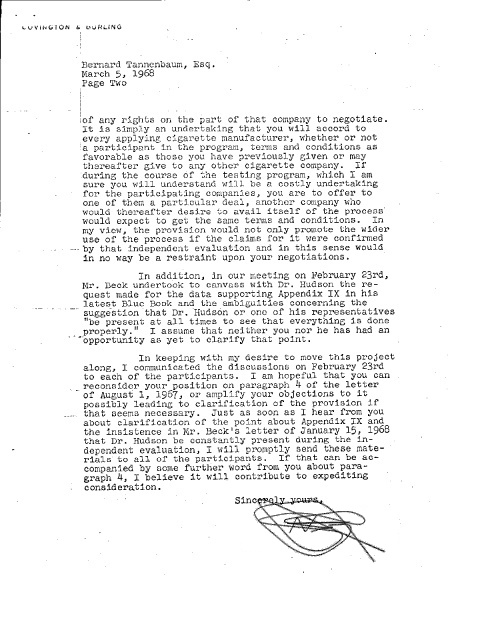 COVINGTON & BURLING
Bernard Tannenbaum, Esq.
March 5, 1968
Page Two
of any rights on the part of that company to negotiate.
It is simply an undertaking that you will accord to
every applying cigarette manufacturer, whether or not
a participant in the program, terms and conditions as
favorable as those you have previously given or may
thereafter give to any other cigarette company. If
during the course of the testing program, which I am
sure you will understand will be a costly undertaking
for the participating companies, you are to offer to
one of them a particular deal, another company who
would thereafter desire to avail itself of the process
would expect to get the same terms and conditions. In
my view, the provision would not only promote the wider
use of the process if the claims for it were confirmed
by that independent evaluation and in this sense would
in no way be a restraint upon your negotiations.
In addition, in our meeting on February 23rd,
Mr. Beck undertook to canvass with Dr. Hudson the re-
quest made for the data supporting Appendix IX in his
latest Blue Book and the ambiguities concerning the
suggestion that Dr. Hudson or one of his representatives
"be present at all times to see that everything is done
properly." I assume that neither you nor he has had an
opportunity as yet to clarify that point.
In keeping with my desire to move this project
along, I communicated the discussions on February 23rd
to each of the participants. I am hopeful that you can
reconsider your position on paragraph 4 of the letter
of August 1, 1967, or amplify your objections to it
possibly leading to clarification of the provision if
that seems necessary. Just as soon as I hear from you
about clarification of the point about Appendix IX and
the insistence in Mr. Beck's letter of January 15, 1968
that Dr. Hudson be constantly present during the in-
dependent evaluation, I will promptly send these mate-
rials to all of the participants. If that can be ac-
companied by some further word from you about para-
graph 4, I believe it will contribute to expediting
consideration.
Sincerely yours,